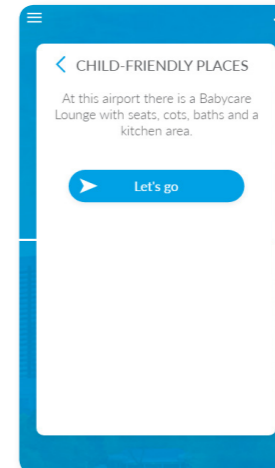 CHILD-FRIENDLY PLACES
At this airport there is a Babycare
Lounge with seats, cots, baths and a
kitchen area.
Let's go